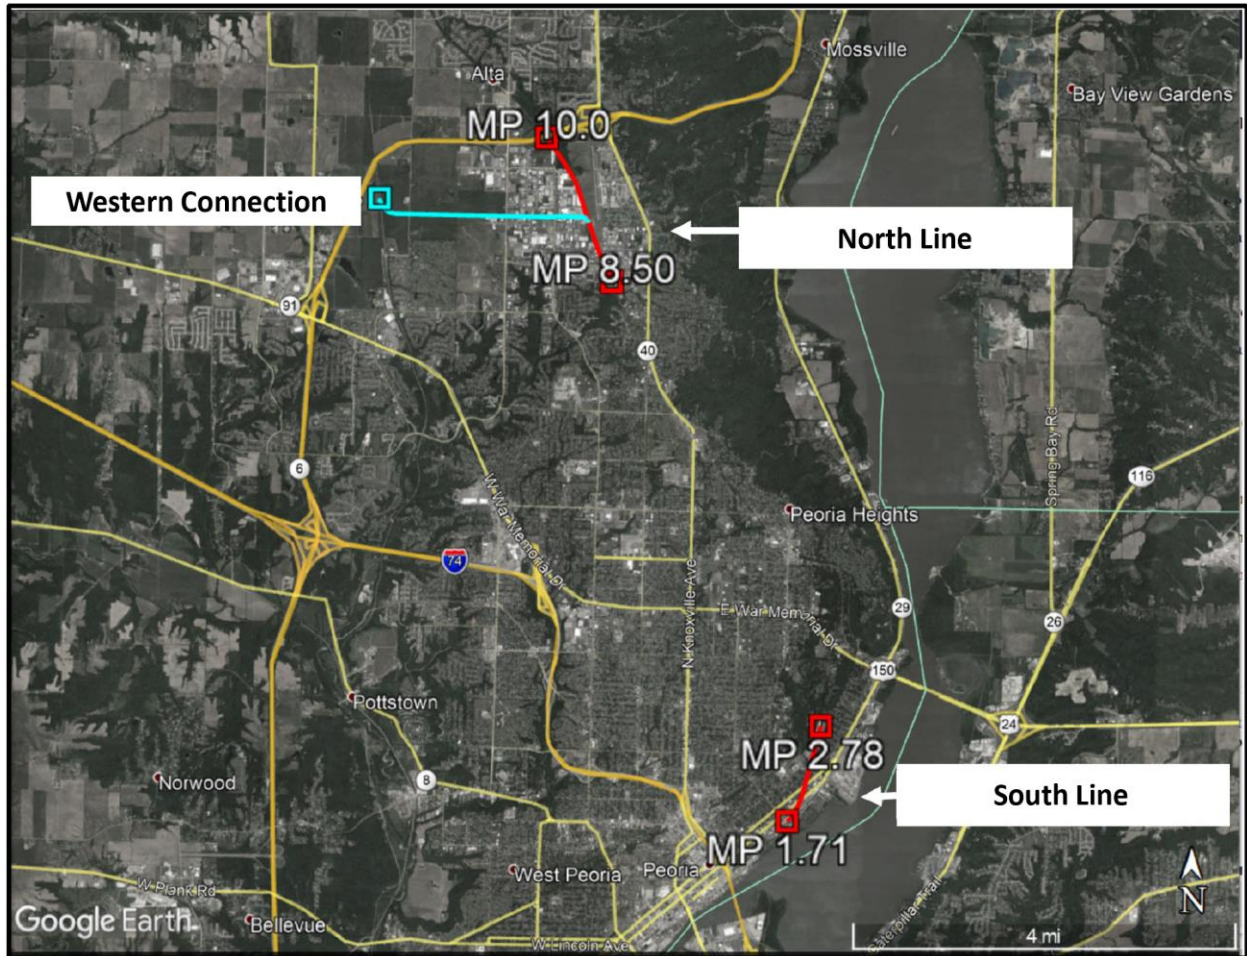 Mossville
Alta
Bay View Gardens
MP 10.0
Western Connection
North Line
MP 8.50
91
40
6
116
Spring Bay Rd
W War Memorial Dr
Peoria Heights
74
N Knoxville Ave
E War Memorial Dr
29
26
150
Pottstown
24
MP 2.78
Norwood
8
South Line
MP 1.71
W Plank Rd
West Peoria
Peoria
N
Google Earth
Bellevue
W Lincoln Ave
Caterpillar Trail
4 mi